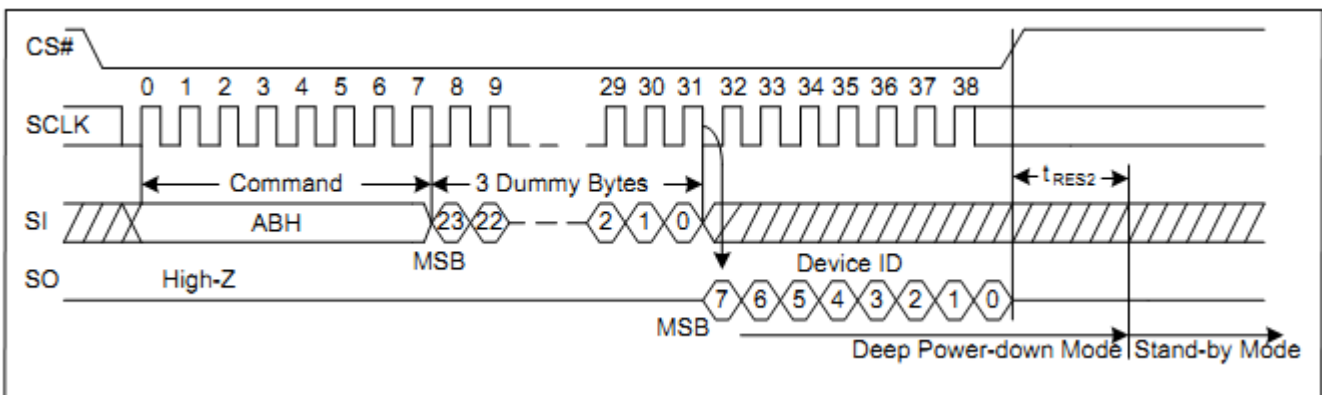 CS#
0 1 2 3 4 5 6 7 8 9 29 30 31 32 33 34 35 36 37 38
SCLK
Command 3 Dummy Bytes tRES2
SI ABH 23 22 2 1 0
MSB
SO High-Z Device ID
7 6 5 4 3 2 1 0
MSB
Deep Power-down Mode Stand-by Mode